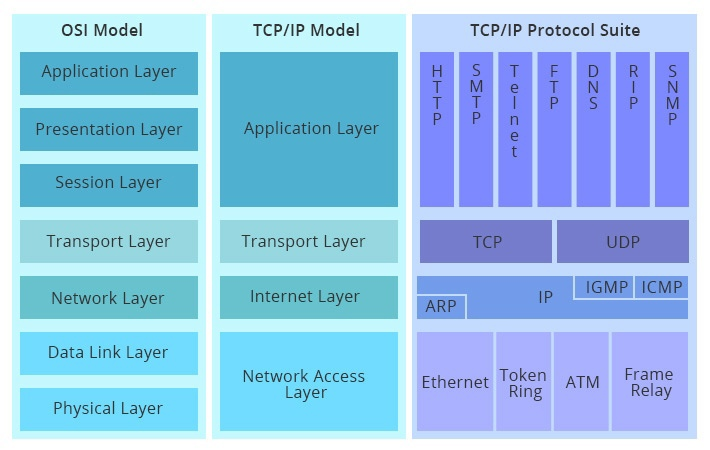 OSI Model
Application Layer
Presentation Layer
Session Layer
Transport Layer
Network Layer
Data Link Layer
Physical Layer
TCP/IP Model
Application Layer
Transport Layer
Internet Layer
Network Access
Layer
TCP/IP Protocol Suite
HTTP
SMTP
Telnet
FTP
DNS
RIP
SNMP
TCP
UDP
ARP
IP
IGMP
ICMP
Ethernet
Token
Ring
ATM
Frame
Relay